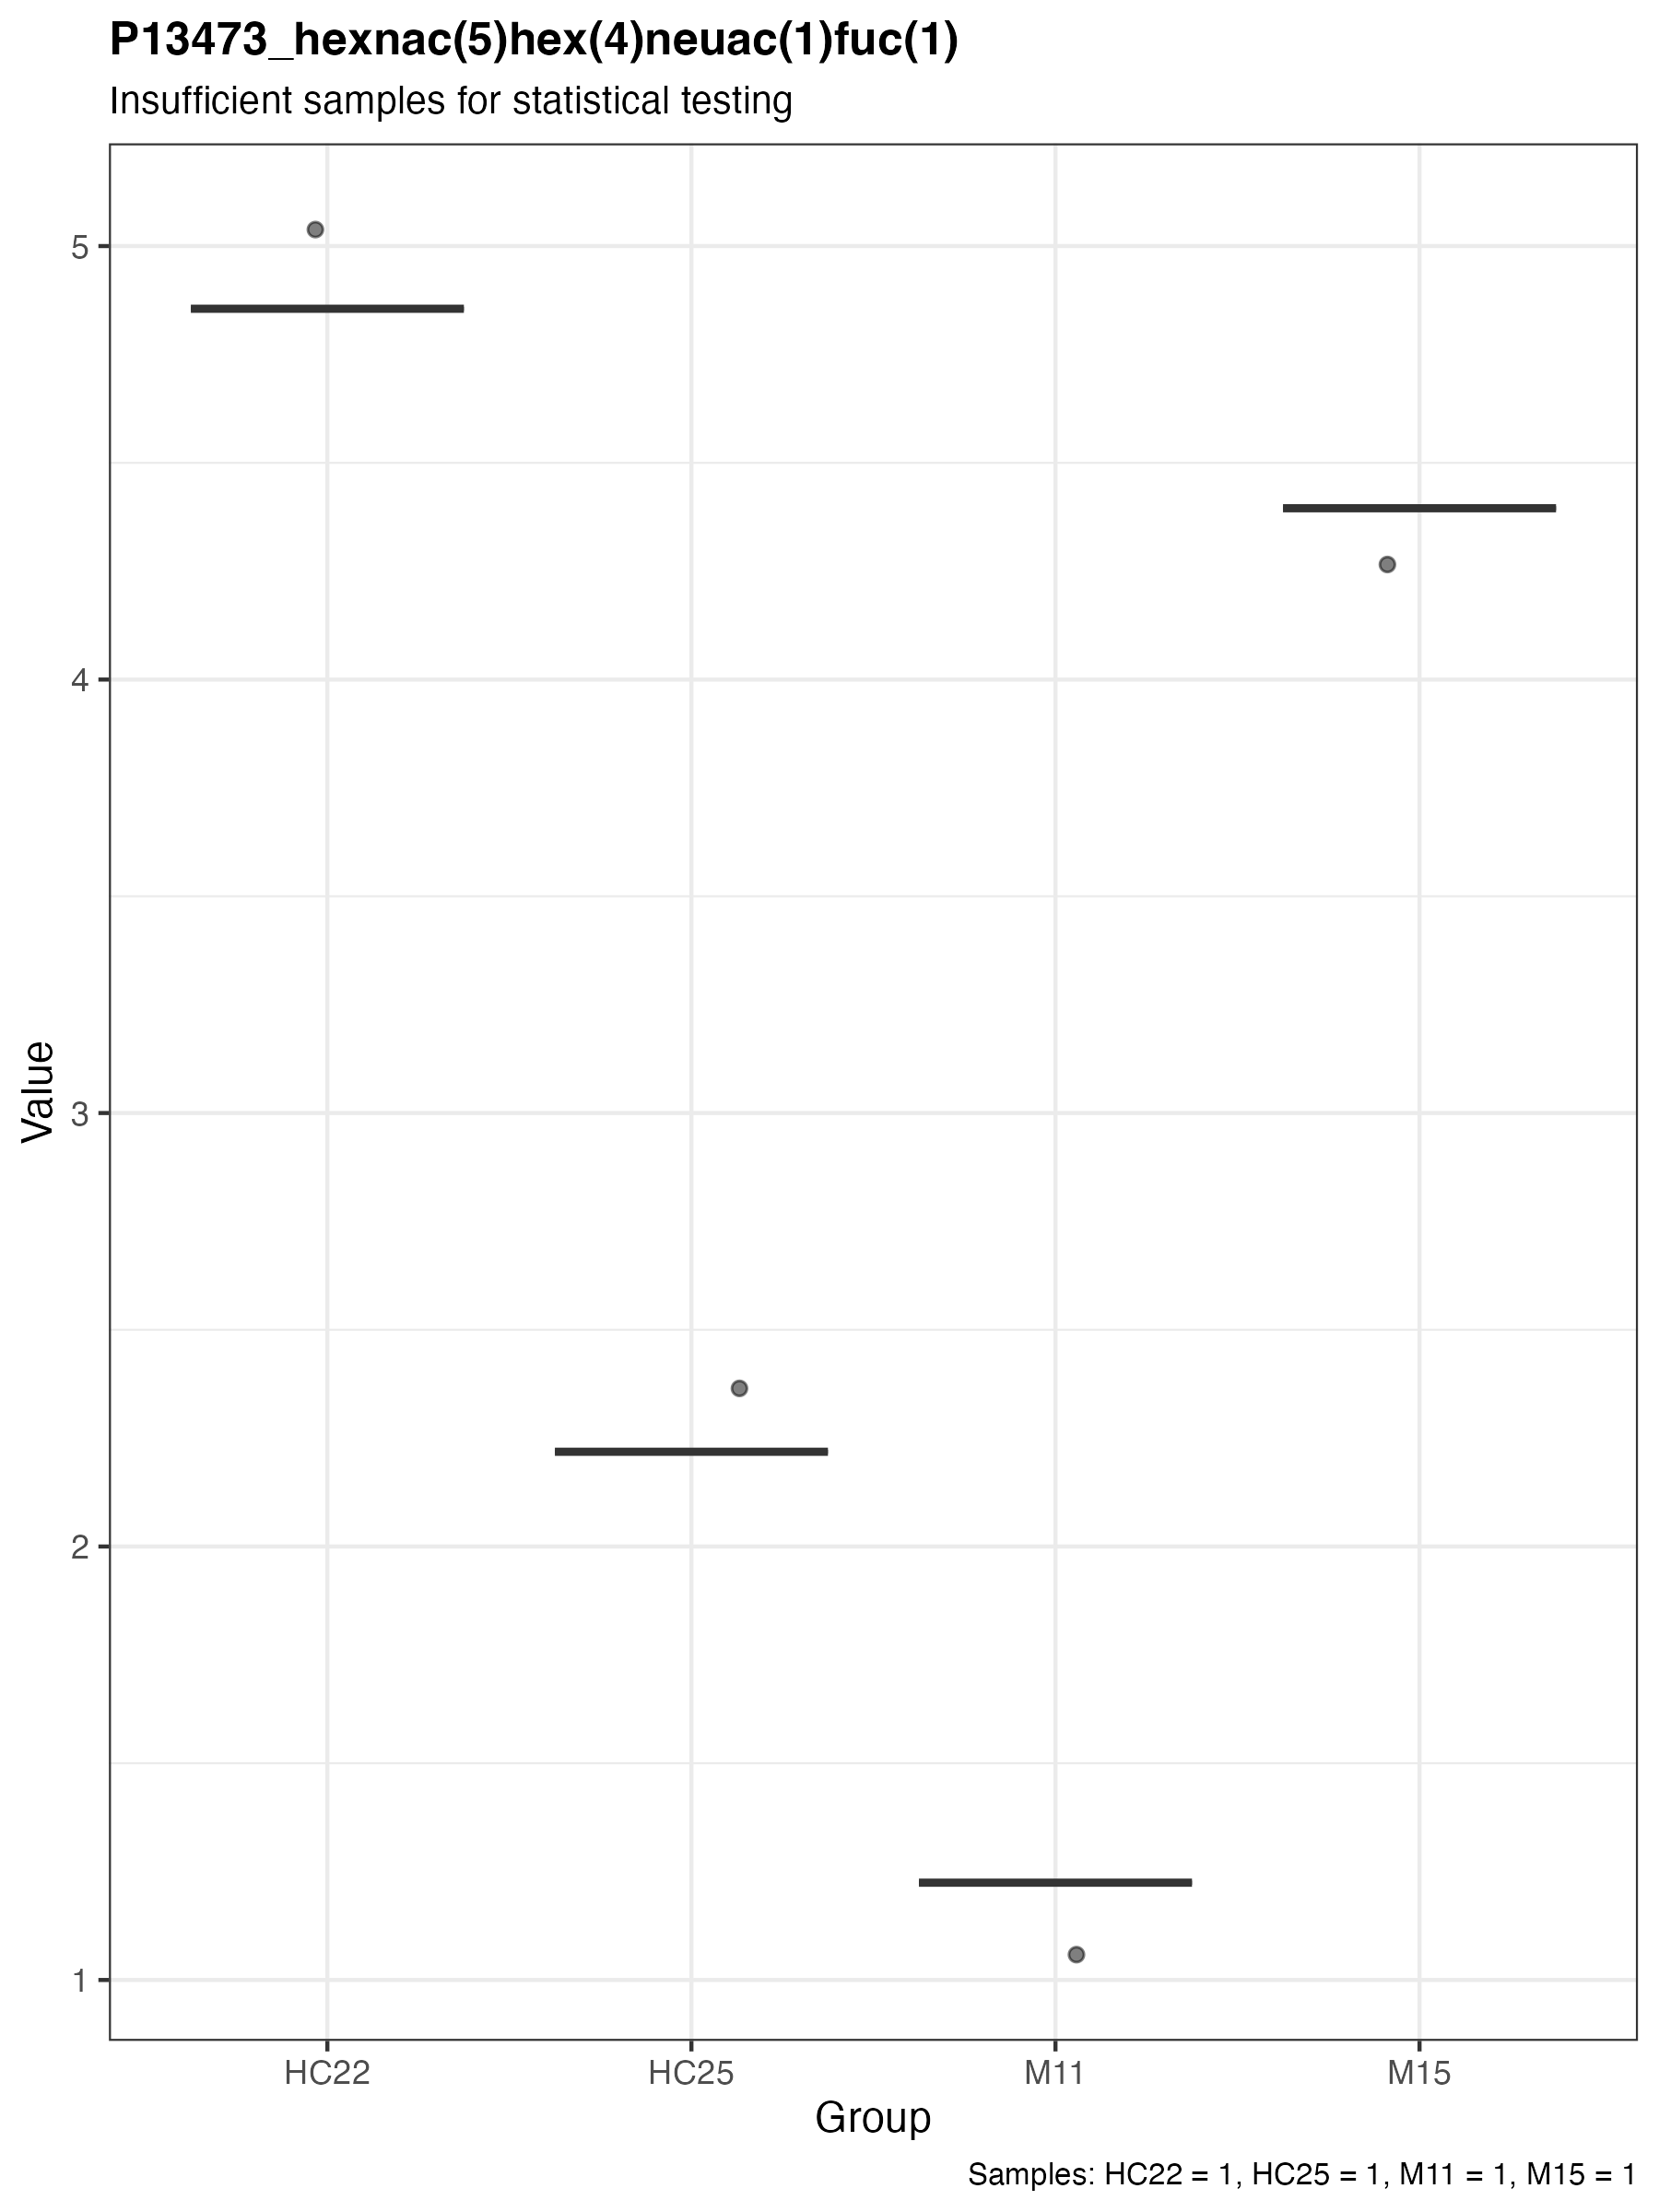 P13473_hexnac(5)hex(4)neuac(1)fuc(1)
Insufficient samples for statistical testing
5
4
3
2
1
Value
HC22 HC25 M11 M15
Group
Samples: HC22 = 1, HC25 = 1, M11 = 1, M15 = 1